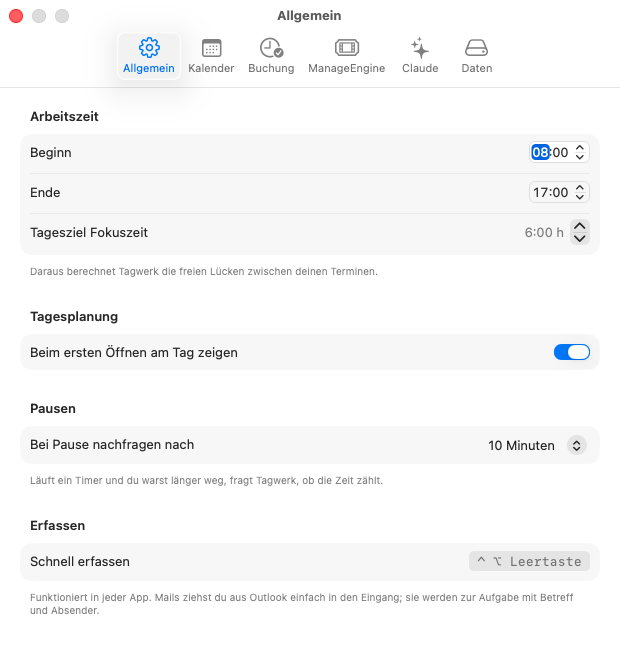 Allgemein
Allgemein Kalender Buchung ManageEngine Claude Daten
Arbeitszeit
Beginn 08:00
Ende 17:00
Tagesziel Fokuszeit 6:00 h
Daraus berechnet Tagwerk die freien Lücken zwischen deinen Terminen.
Tagesplanung
Beim ersten Öffnen am Tag zeigen
Pausen
Bei Pause nachfragen nach 10 Minuten
Läuft ein Timer und du warst länger weg, fragt Tagwerk, ob die Zeit zählt.
Erfassen
Schnell erfassen ⌃ ⌥ Leertaste
Funktioniert in jeder App. Mails ziehst du aus Outlook einfach in den Eingang; sie werden zur Aufgabe mit Betreff
und Absender.